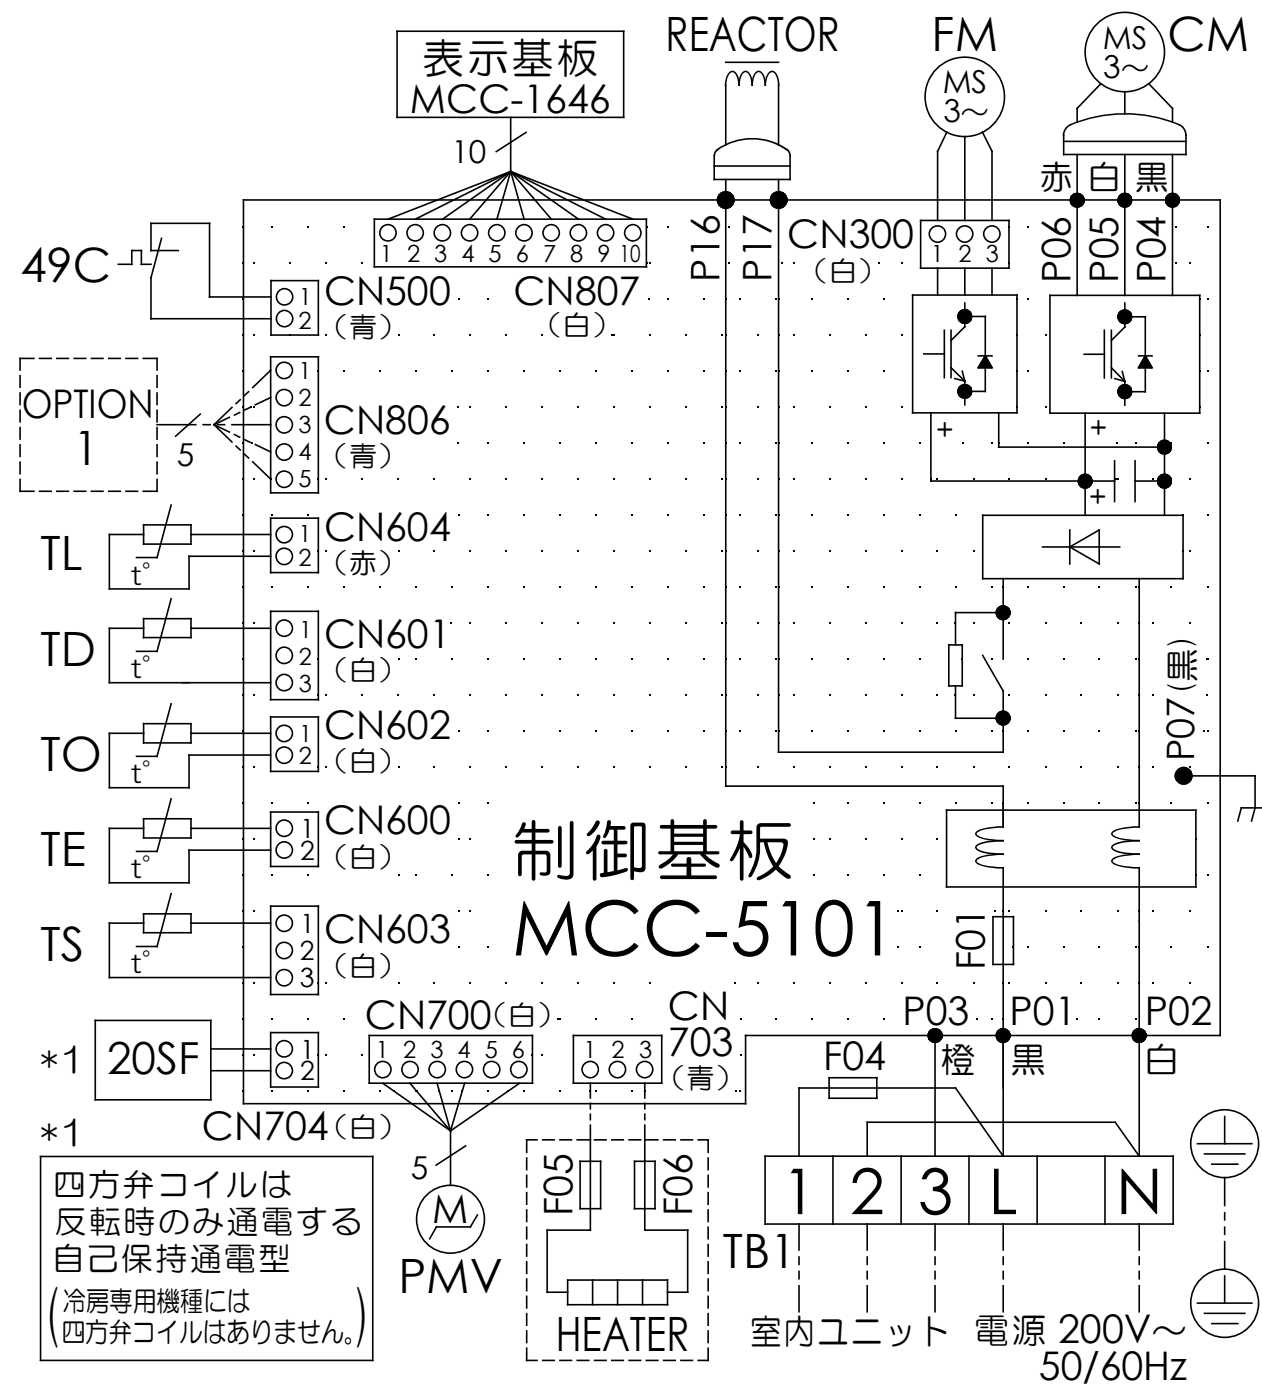 REACTOR
FM
MS
3～
MS
3～
CM
表示基板
MCC-1646
10
赤 白 黒
49C
1 2 3 4 5 6 7 8 9 10
CN807
(白)
P16
P17
CN300
(白)
1 2 3
P06
P05
P04
1
2
CN500
(青)
OPTION
1
5
1
2
3
4
5
CN806
(青)
+
+
+
TL
t°
1
2
CN604
(赤)
TD
t°
1
2
3
CN601
(白)
P07(黒)
TO
t°
1
2
CN602
(白)
TE
t°
1
2
CN600
(白)
制御基板
MCC-5101
TS
t°
1
2
3
CN603
(白)
F01
*1
20SF
1
2
CN704(白)
CN700(白)
1 2 3 4 5 6
CN
703
(青)
1 2 3
P03 P01 P02
橙 黒 白
F04
*1
四方弁コイルは
反転時のみ通電する
自己保持通電型
(冷房専用機種には
四方弁コイルはありません。)
5
M
PMV
F05
F06
HEATER
1 2 3 L N
TB1
室内ユニット 電源 200V～
50/60Hz